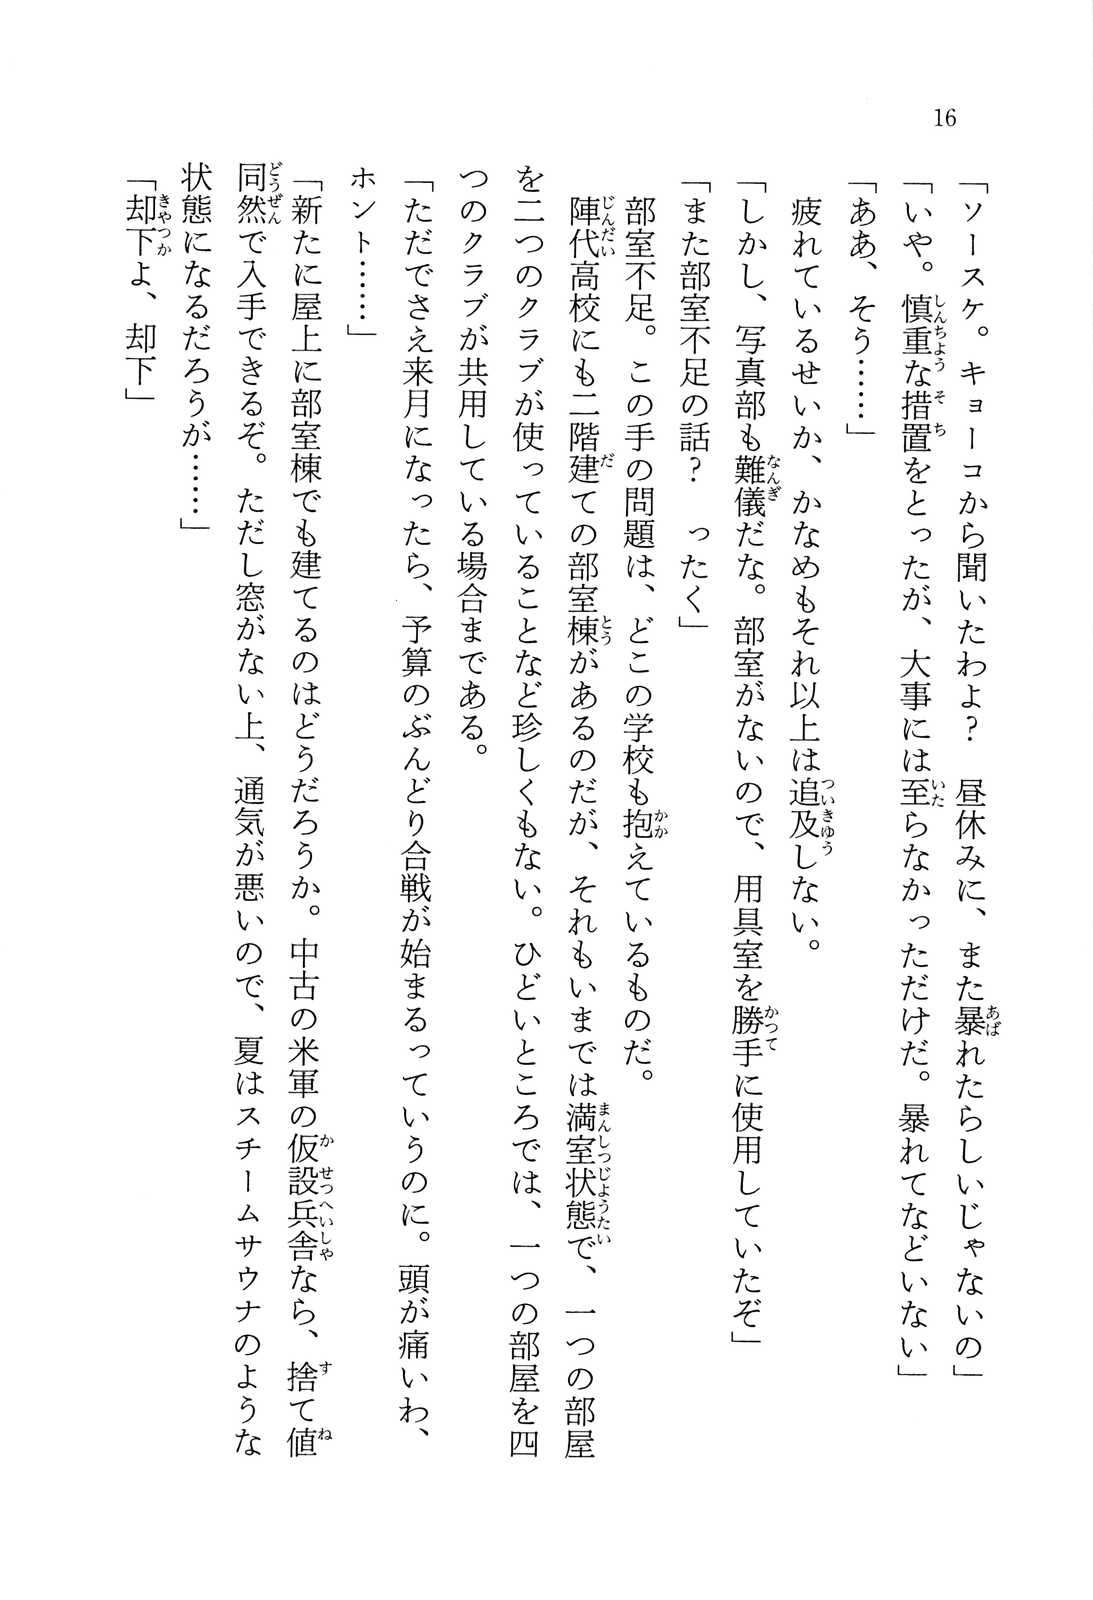 16
「ソースケ。キョーコから聞いたわよ？　昼休みに、また暴れたらしいじゃないの」
「いや。慎重な措置をとったが、大事には至らなかっただけだ。暴れてなどいない」
「ああ、そう……」
　疲れているせいか、かなめもそれ以上は追及しない。
「しかし、写真部も難儀だな。部室がないので、用具室を勝手に使用していたぞ」
「また部室不足の話？　ったく」
　部室不足。この手の問題は、どこの学校も抱えているものだ。
　陣代高校にも二階建ての部室棟があるのだが、それもいまでは満室状態で、一つの部屋
を二つのクラブが使っていることなど珍しくもない。ひどいところでは、一つの部屋を四
つのクラブが共用している場合まである。
「ただでさえ来月になったら、予算のぶんどり合戦が始まるっていうのに。頭が痛いわ、
ホント……」
「新たに屋上に部室棟でも建てるのはどうだろうか。中古の米軍の仮設兵舎なら、捨て値
同然で入手できるぞ。ただし窓がない上、通気が悪いので、夏はスチームサウナのような
状態になるだろうが……」
「却下よ、却下」